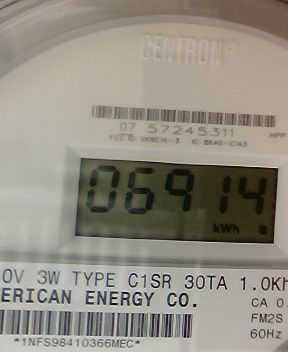 CENTRON®
07 57245311
06914
kWh
0V 3W TYPE C1SR 30TA 1.0Kh
ERICAN ENERGY CO.
CA 0.
FM2S
*1NFS98410366MEC*
60Hz